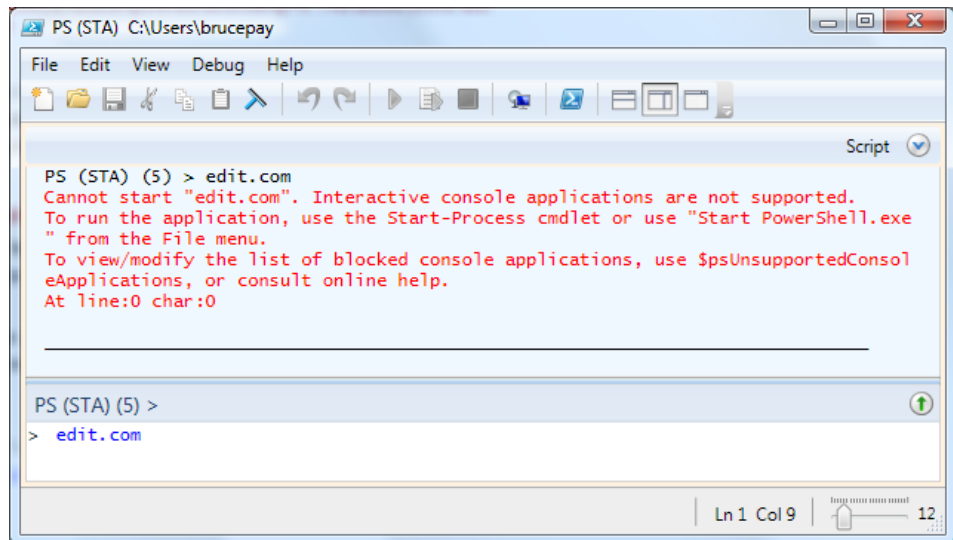 PS (STA) C:\Users\brucepay
File Edit View Debug Help
Script
PS (STA) (5) > edit.com
Cannot start "edit.com". Interactive console applications are not supported.
To run the application, use the Start-Process cmdlet or use "Start PowerShell.exe
" from the File menu.
To view/modify the list of blocked console applications, use $psUnsupportedConsol
eApplications, or consult online help.
At line:0 char:0
PS (STA) (5) >
> edit.com
Ln 1 Col 9 12